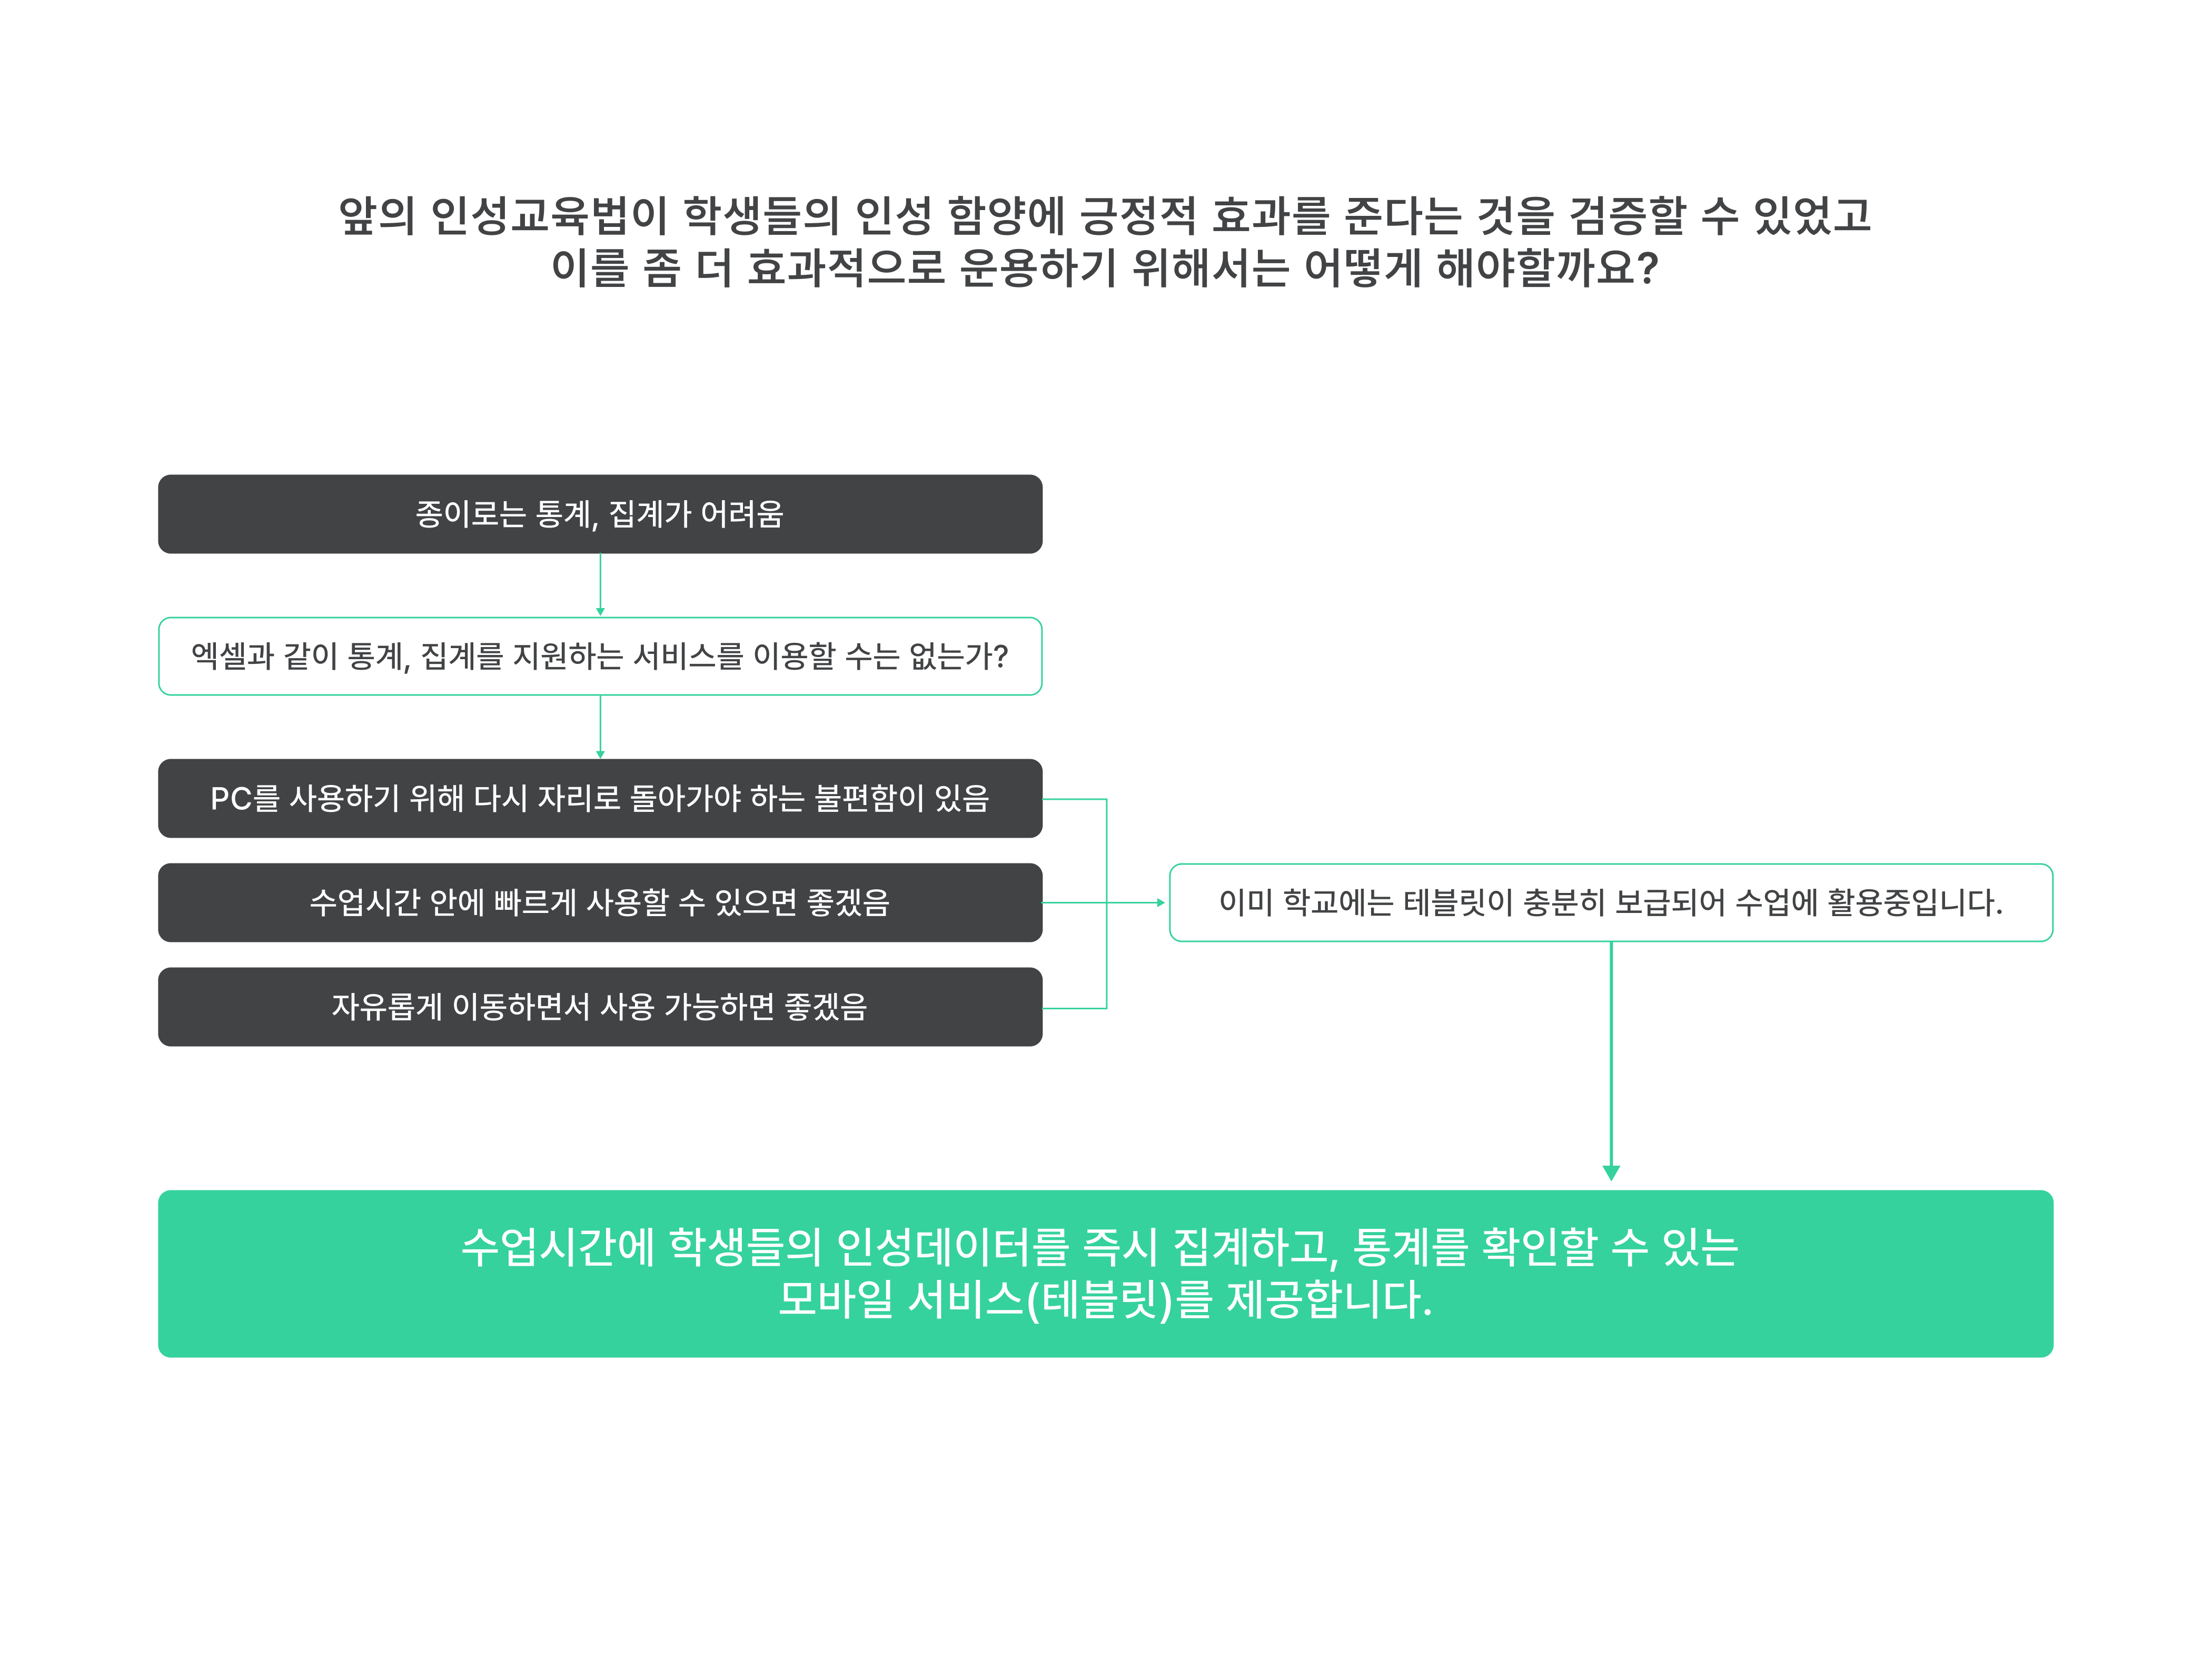 앞의 인성교육법이 학생들의 인성 함양에 긍정적 효과를 준다는 것을 검증할 수 있었고
이를 좀 더 효과적으로 운용하기 위해서는 어떻게 해야할까요?
종이로는 통계, 집계가 어려움
엑셀과 같이 통계, 집계를 지원하는 서비스를 이용할 수는 없는가?
PC를 사용하기 위해 다시 자리로 돌아가야 하는 불편함이 있음
수업시간 안에 빠르게 사용할 수 있으면 좋겠음
자유롭게 이동하면서 사용 가능하면 좋겠음
이미 학교에는 테블릿이 충분히 보급되어 수업에 활용중입니다.
수업시간에 학생들의 인성데이터를 즉시 집계하고, 통계를 확인할 수 있는
모바일 서비스(테블릿)를 제공합니다.